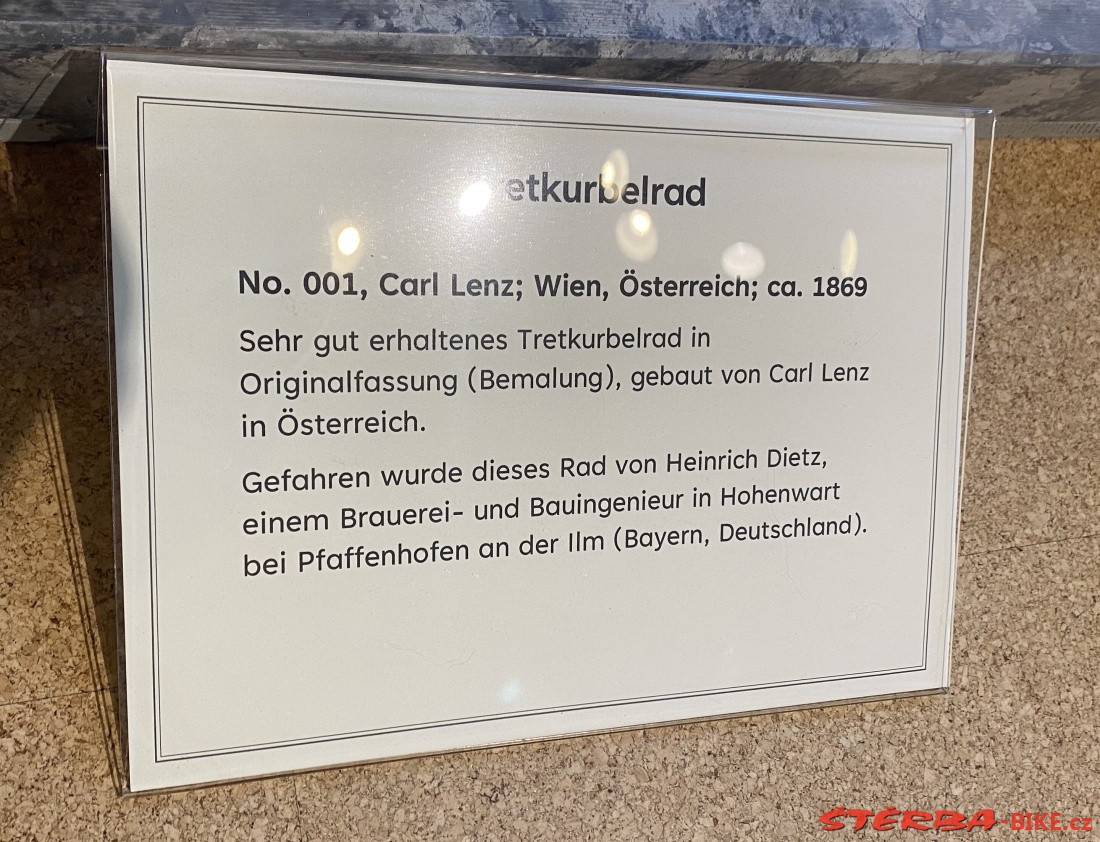 Tretkurbelrad
No. 001, Carl Lenz; Wien, Österreich; ca. 1869
Sehr gut erhaltenes Tretkurbelrad in
Originalfassung (Bemalung), gebaut von Carl Lenz
in Österreich.
Gefahren wurde dieses Rad von Heinrich Dietz,
einem Brauerei- und Bauingenieur in Hohenwart
bei Pfaffenhofen an der Ilm (Bayern, Deutschland).
ŠTERBA-BIKE.cz